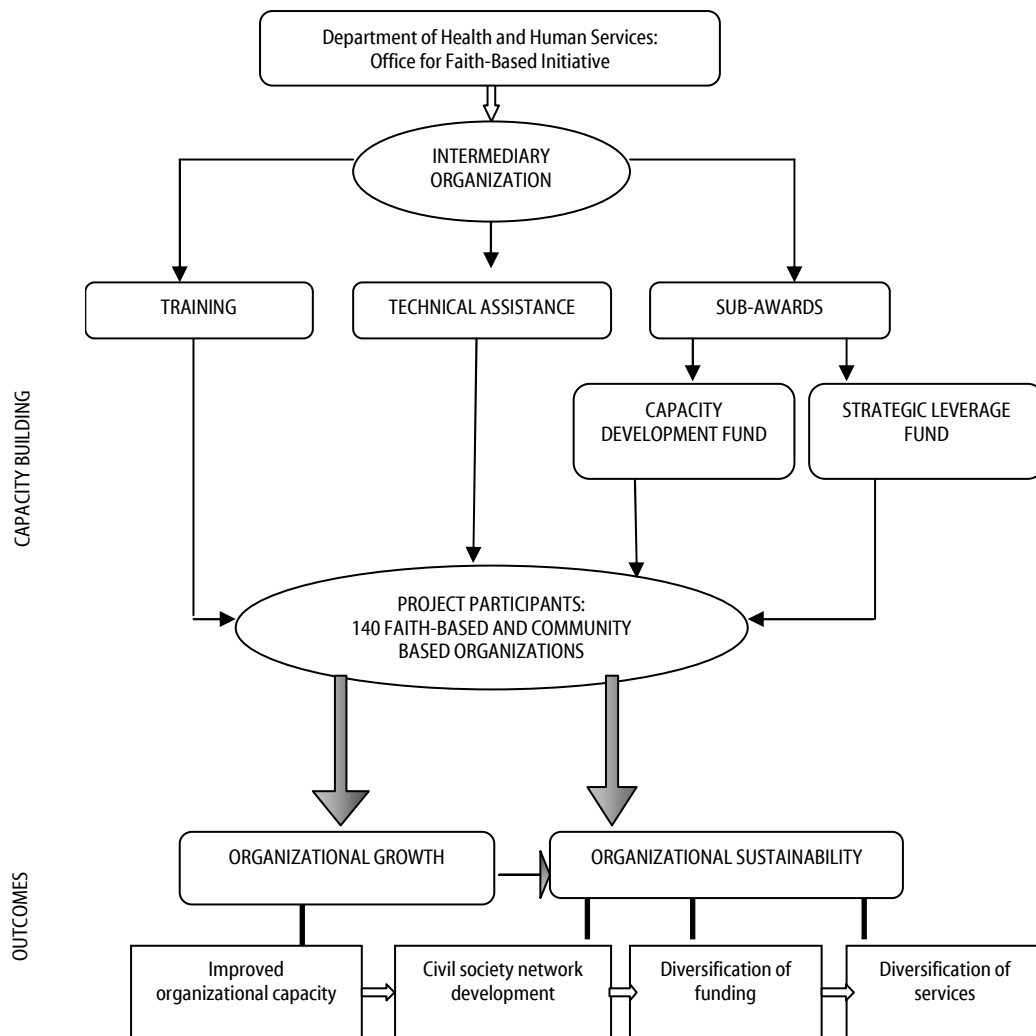 Department of Health and Human Services:
Office for Faith-Based Initiative
INTERMEDIARY
ORGANIZATION
TRAINING
TECHNICAL ASSISTANCE
SUB-AWARDS
CAPACITY
DEVELOPMENT FUND
STRATEGIC LEVERAGE
FUND
CAPACITY BUILDING
PROJECT PARTICIPANTS:
140 FAITH-BASED AND COMMUNITY
BASED ORGANIZATIONS
ORGANIZATIONAL GROWTH
ORGANIZATIONAL SUSTAINABILITY
OUTCOMES
Improved
organizational capacity
Civil society network
development
Diversification of
funding
Diversification of
services